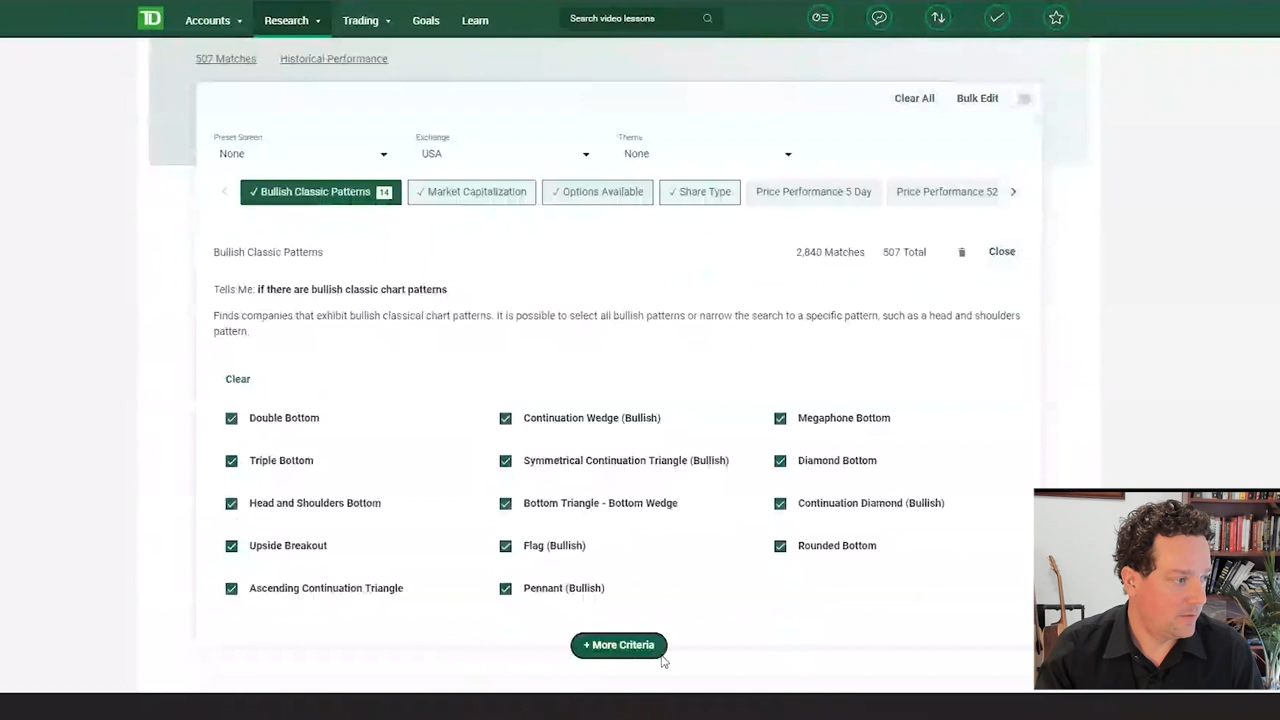 TD
Accounts
Research
Trading
Goals
Learn
Search video lessons
507 Matches
Historical Performance
Clear All
Bulk Edit
Preset Screen
Exchange
Theme
None
USA
None
Bullish Classic Patterns 14
Market Capitalization
Options Available
Share Type
Price Performance 5 Day
Price Performance 52
Bullish Classic Patterns
2,840 Matches
507 Total
Close
Tells Me: if there are bullish classic chart patterns
Finds companies that exhibit bullish classical chart patterns. It is possible to select all bullish patterns or narrow the search to a specific pattern, such as a head and shoulders
pattern.
Clear
Double Bottom
Continuation Wedge (Bullish)
Megaphone Bottom
Triple Bottom
Symmetrical Continuation Triangle (Bullish)
Diamond Bottom
Head and Shoulders Bottom
Bottom Triangle - Bottom Wedge
Continuation Diamond (Bullish)
Upside Breakout
Flag (Bullish)
Rounded Bottom
Ascending Continuation Triangle
Pennant (Bullish)
+ More Criteria